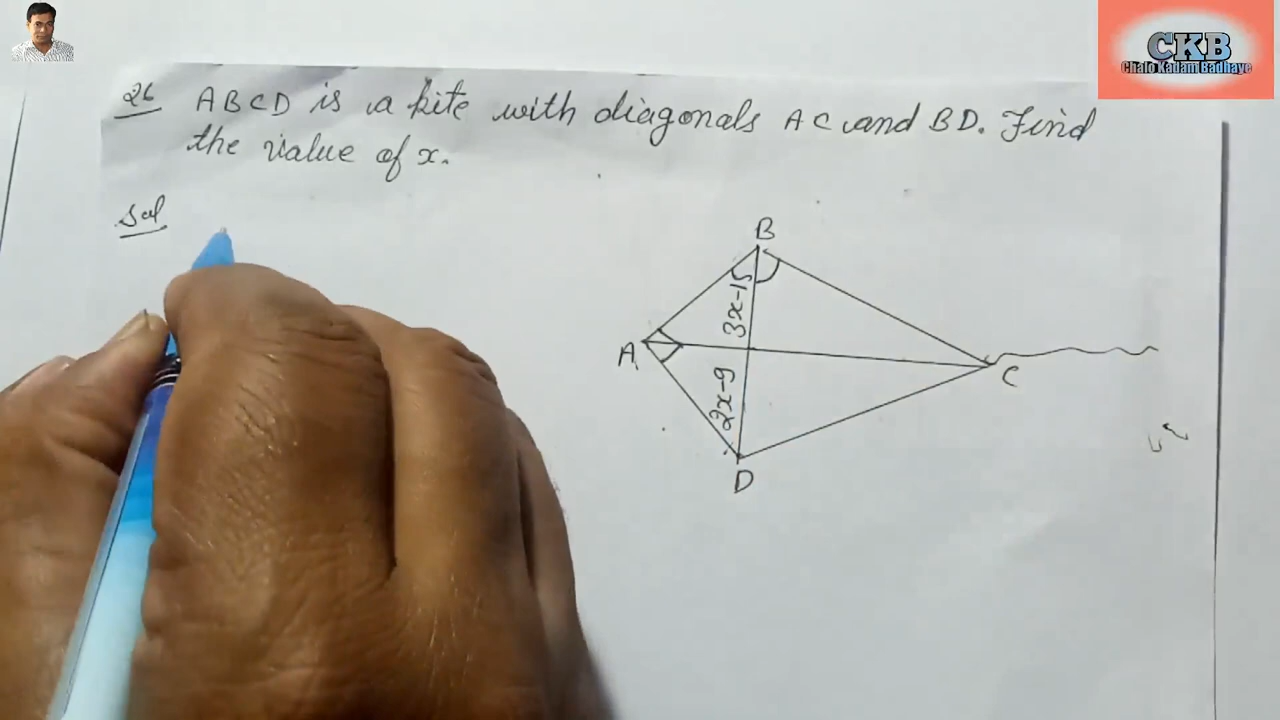 CKB
Chalo Kadam Badhaye
26 ABCD is a kite with diagonals AC and BD. Find
the value of x.
Sol
B
3x-15
A
C
2x-9
D